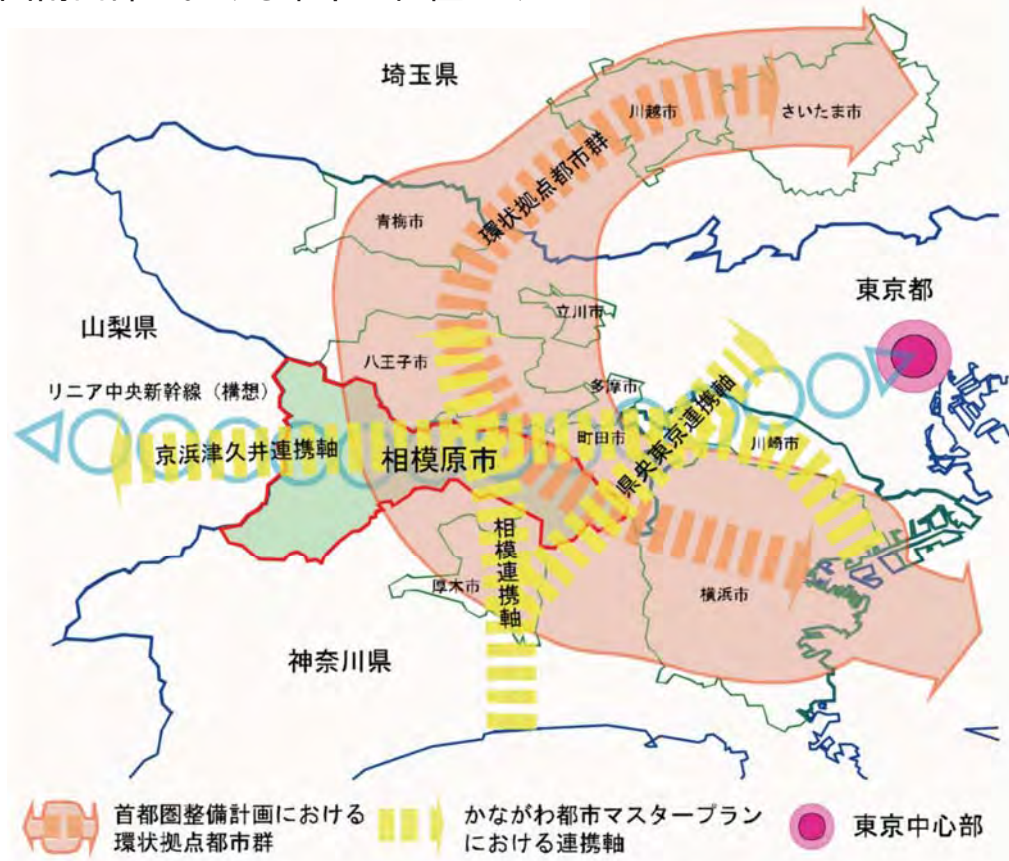 埼玉県
川越市
さいたま市
環状拠点都市群
青梅市
東京都
立川市
山梨県
八王子市
リニア中央新幹線（構想）
多摩市
県央東京連携軸
町田市
川崎市
京浜津久井連携軸
相模原市
相模連携軸
厚木市
横浜市
神奈川県
首都圏整備計画における
環状拠点都市群
かながわ都市マスタープラン
における連携軸
東京中心部